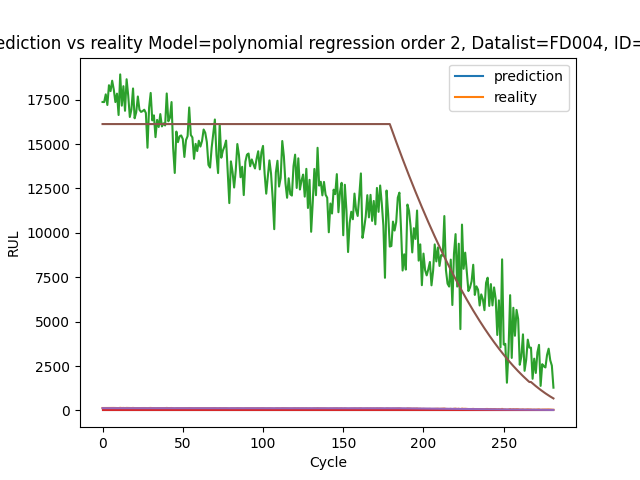 ediction vs reality Model=polynomial regression order 2, Datalist=FD004, ID=
prediction
reality
RUL
17500
15000
12500
10000
7500
5000
2500
0
0 50 100 150 200 250
Cycle